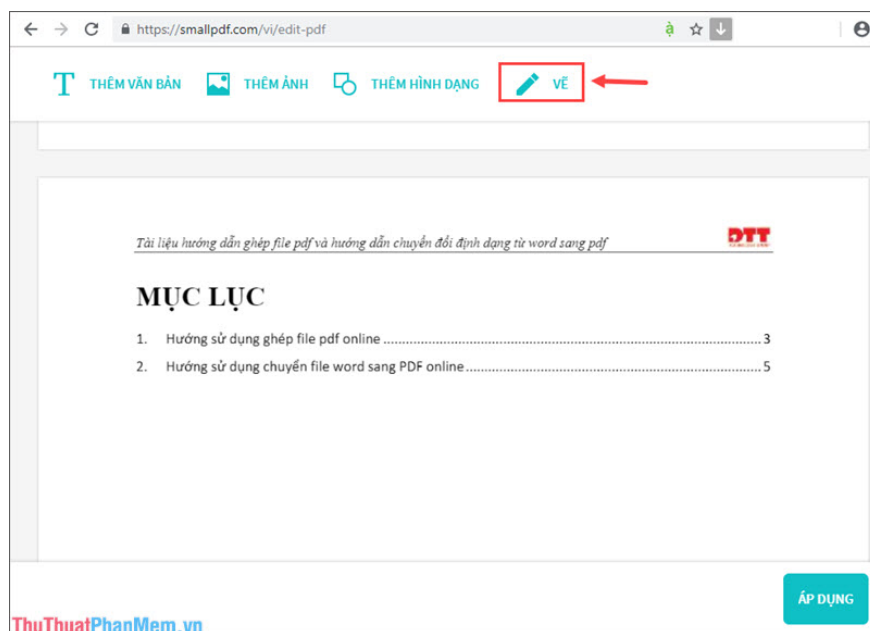 https://smallpdf.com/vi/edit-pdf
THÊM VĂN BẢN THÊM ẢNH THÊM HÌNH DẠNG VẼ
Tài liệu hướng dẫn ghép file pdf và hướng dẫn chuyển đổi định dạng từ word sang pdf DTT
MỤC LỤC
1. Hướng sử dụng ghép file pdf online ........ 3
2. Hướng sử dụng chuyển file word sang PDF online ........ 5
ÁP DỤNG
ThuThuatPhanMem.vn